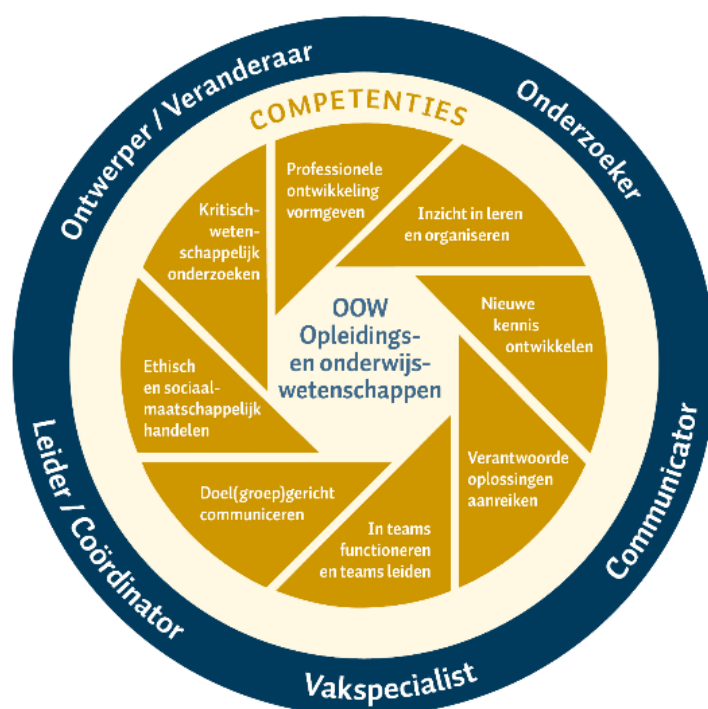 Ontwerper / Veranderaar
Onderzoeker
Communicator
Vakspecialist
Leider / Coördinator
COMPETENTIES
Professionele
ontwikkeling
vormgeven
Inzicht in leren
en organiseren
Nieuwe
kennis
ontwikkelen
Verantwoorde
oplossingen
aanreiken
In teams
functioneren
en teams leiden
Doel(groep)gericht
communiceren
Ethisch
en sociaal-
maatschappelijk
handelen
Kritisch-
weten-
schappelijk
onderzoeken
OOW
Opleidings-
en onderwijs-
wetenschappen